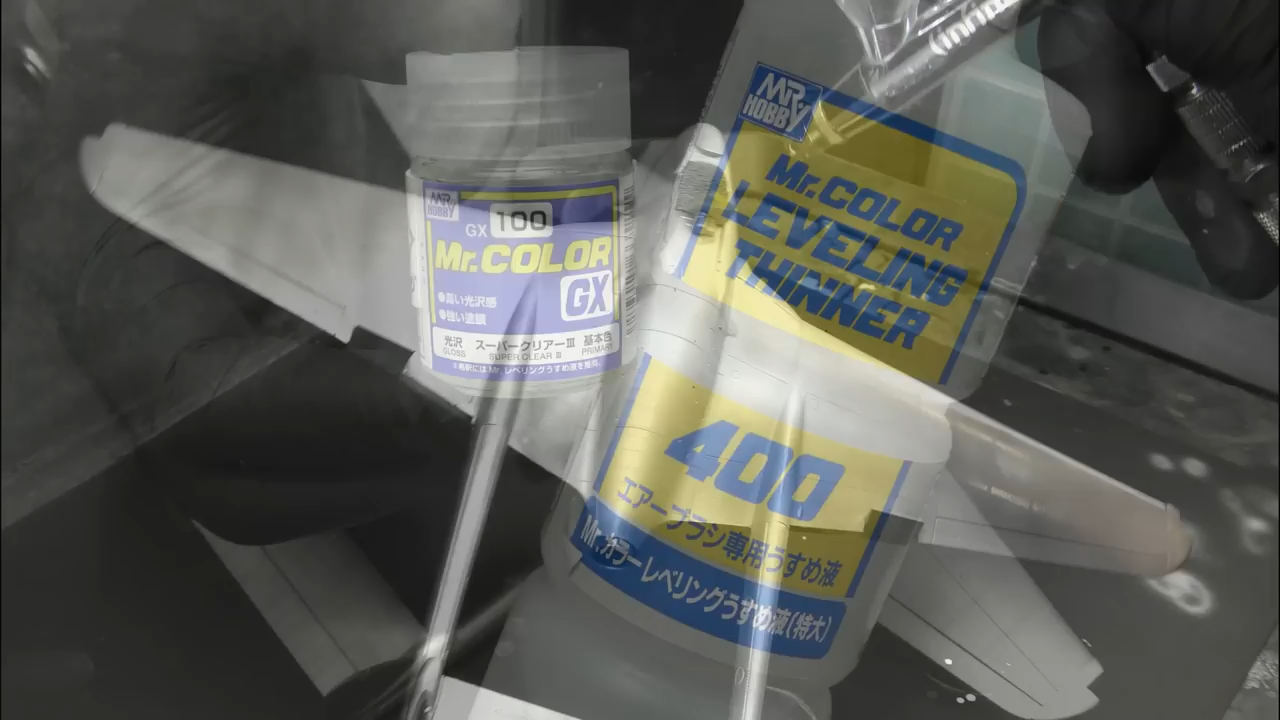 MR
HOBBY
GX 100
Mr.COLOR
GX
●高い光沢感
●強い塗膜
光沢 スーパークリアーⅢ 基本色
GLOSS SUPER CLEAR Ⅲ PRIMARY
MR
HOBBY
Mr.COLOR
LEVELING
THINNER
400
エアーブラシ専用うすめ液
Mr.カラーレベリングうすめ液(特大)